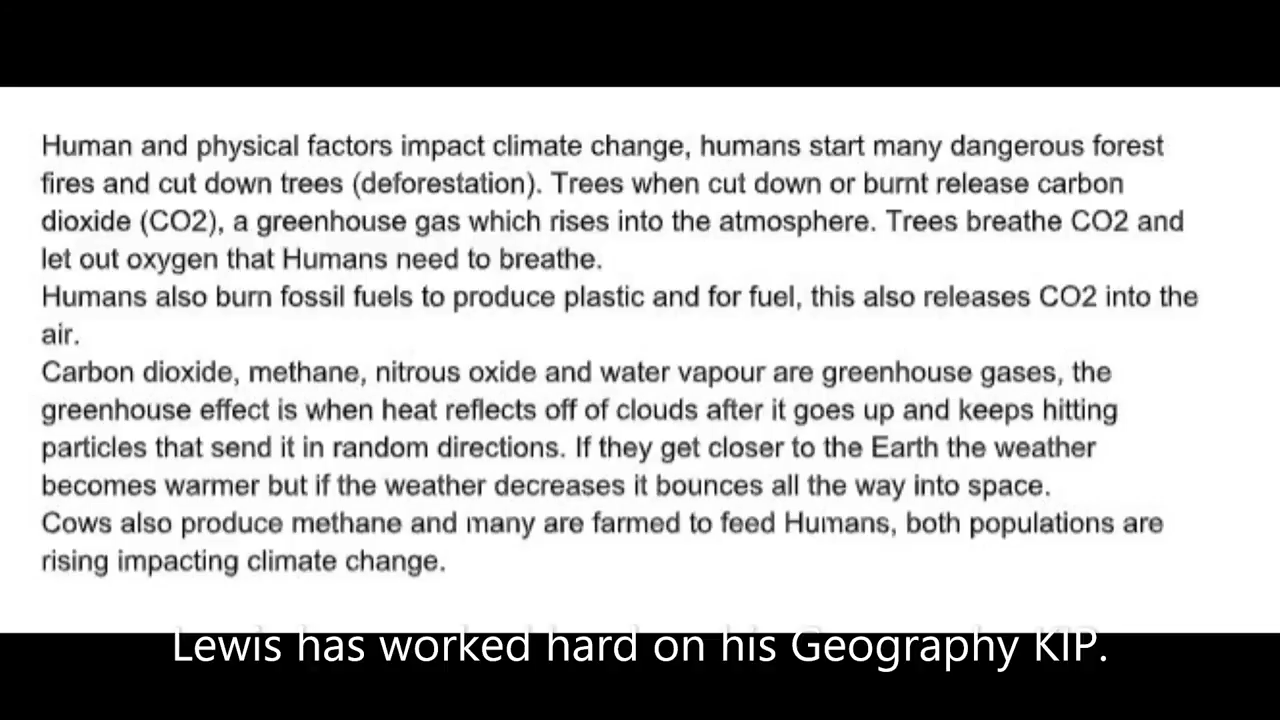 Human and physical factors impact climate change, humans start many dangerous forest
fires and cut down trees (deforestation). Trees when cut down or burnt release carbon
dioxide (CO2), a greenhouse gas which rises into the atmosphere. Trees breathe CO2 and
let out oxygen that Humans need to breathe.
Humans also burn fossil fuels to produce plastic and for fuel, this also releases CO2 into the
air.
Carbon dioxide, methane, nitrous oxide and water vapour are greenhouse gases, the
greenhouse effect is when heat reflects off of clouds after it goes up and keeps hitting
particles that send it in random directions. If they get closer to the Earth the weather
becomes warmer but if the weather decreases it bounces all the way into space.
Cows also produce methane and many are farmed to feed Humans, both populations are
rising impacting climate change.
Lewis has worked hard on his Geography KIP.